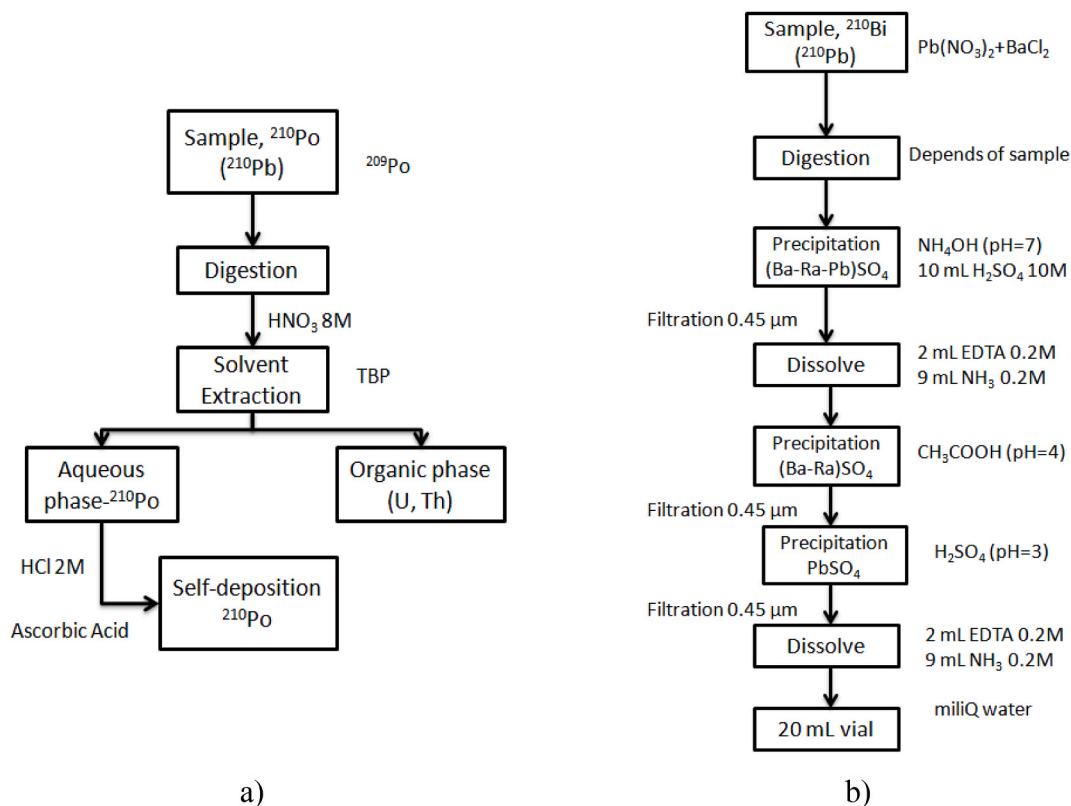 Sample, ²¹⁰Po
(²¹⁰Pb)
²⁰⁹Po
Digestion
HNO₃ 8M
Solvent
Extraction
TBP
Aqueous
phase-²¹⁰Po
Organic phase
(U, Th)
HCl 2M
Self-deposition
²¹⁰Po
Ascorbic Acid
a)
Sample, ²¹⁰Bi
(²¹⁰Pb)
Pb(NO₃)₂+BaCl₂
Digestion
Depends of sample
Precipitation
(Ba-Ra-Pb)SO₄
NH₄OH (pH=7)
10 mL H₂SO₄ 10M
Filtration 0.45 µm
Dissolve
2 mL EDTA 0.2M
9 mL NH₃ 0.2M
Precipitation
(Ba-Ra)SO₄
CH₃COOH (pH=4)
Filtration 0.45 µm
Precipitation
PbSO₄
H₂SO₄ (pH=3)
Filtration 0.45 µm
Dissolve
2 mL EDTA 0.2M
9 mL NH₃ 0.2M
miliQ water
20 mL vial
b)